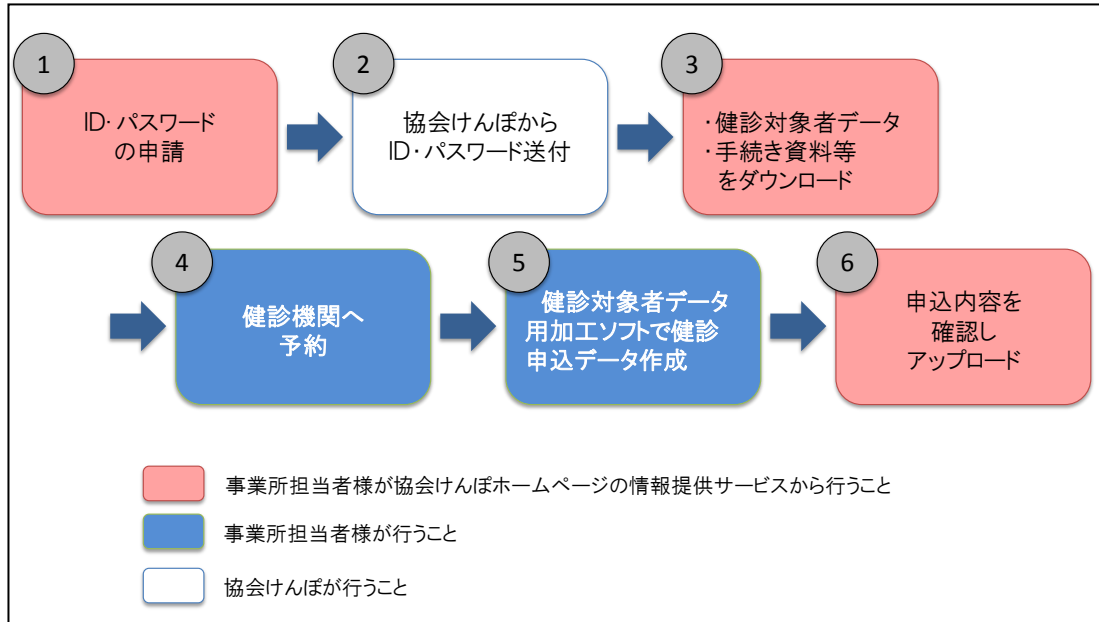 1
ID・パスワード
の申請
2
協会けんぽから
ID・パスワード送付
3
・健診対象者データ
・手続き資料等
をダウンロード
4
健診機関へ
予約
5
健診対象者データ
用加工ソフトで健診
申込データ作成
6
申込内容を
確認し
アップロード
事業所担当者様が協会けんぽホームページの情報提供サービスから行うこと
事業所担当者様が行うこと
協会けんぽが行うこと